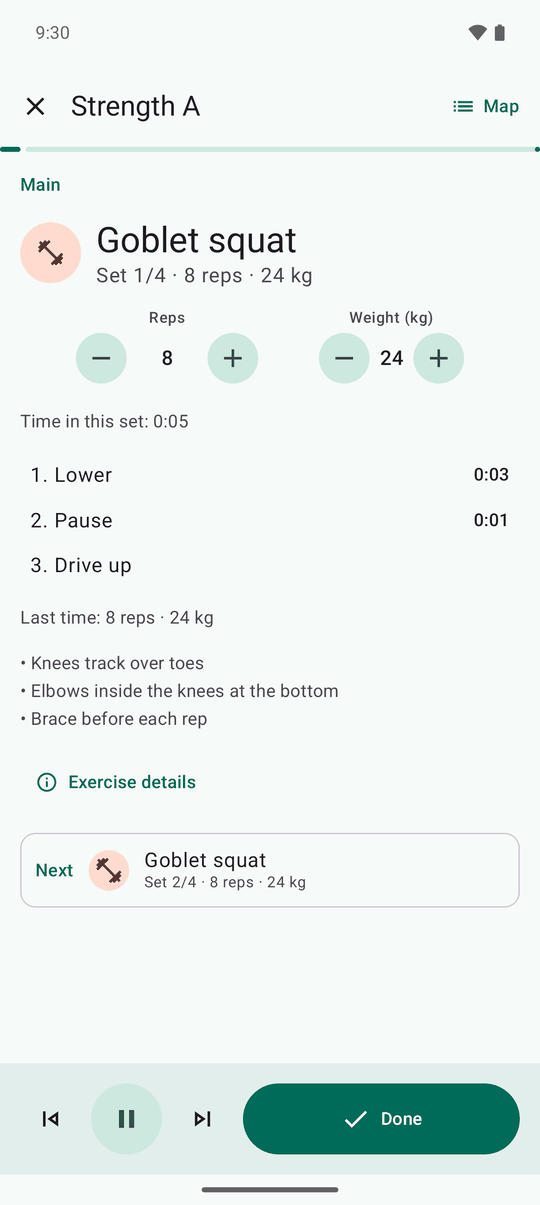 9:30
Strength A
Map
Main
Goblet squat
Set 1/4 · 8 reps · 24 kg
Reps
Weight (kg)
8
24
Time in this set: 0:05
1. Lower 0:03
2. Pause 0:01
3. Drive up
Last time: 8 reps · 24 kg
• Knees track over toes
• Elbows inside the knees at the bottom
• Brace before each rep
Exercise details
Next
Goblet squat
Set 2/4 · 8 reps · 24 kg
Done